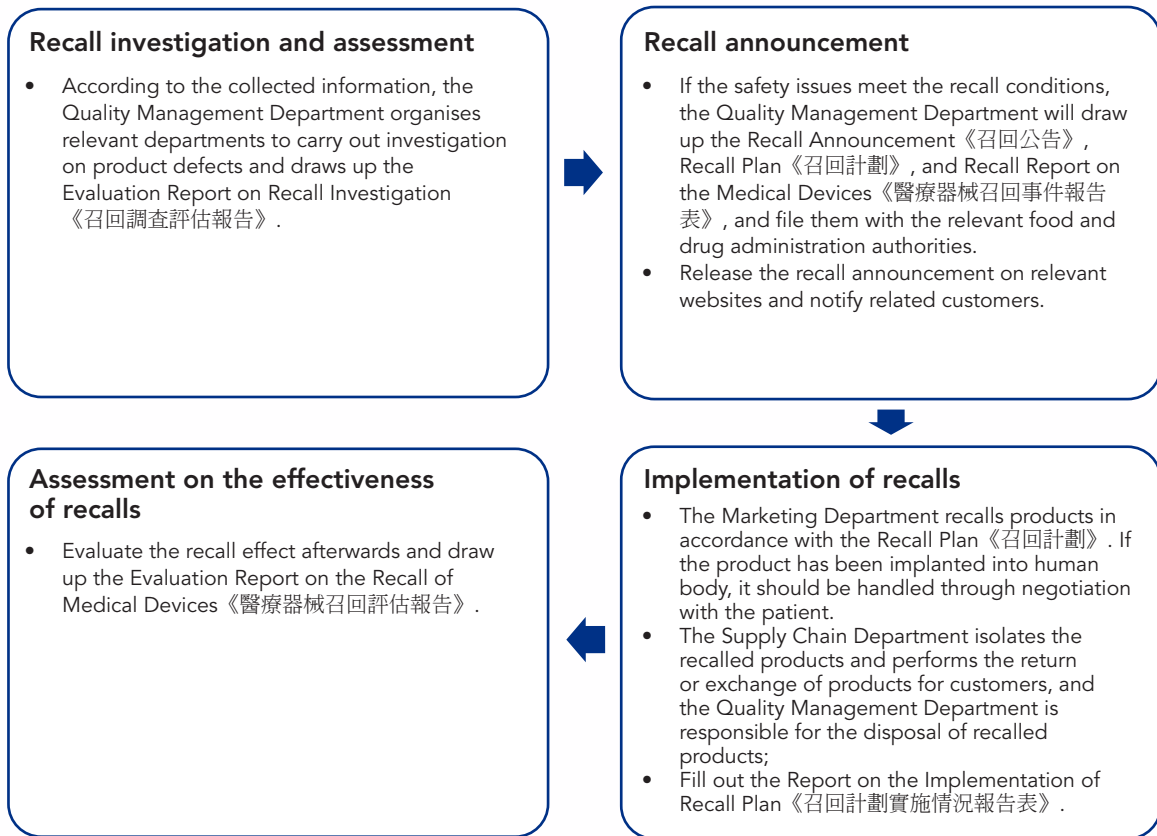 Recall investigation and assessment
• According to the collected information, the
Quality Management Department organises
relevant departments to carry out investigation
on product defects and draws up the
Evaluation Report on Recall Investigation
《召回調查評估報告》.
Recall announcement
• If the safety issues meet the recall conditions,
the Quality Management Department will draw
up the Recall Announcement《召回公告》,
Recall Plan《召回計劃》, and Recall Report on
the Medical Devices《醫療器械召回事件報告
表》, and file them with the relevant food and
drug administration authorities.
• Release the recall announcement on relevant
websites and notify related customers.
Implementation of recalls
• The Marketing Department recalls products in
accordance with the Recall Plan《召回計劃》. If
the product has been implanted into human
body, it should be handled through negotiation
with the patient.
• The Supply Chain Department isolates the
recalled products and performs the return
or exchange of products for customers, and
the Quality Management Department is
responsible for the disposal of recalled
products;
• Fill out the Report on the Implementation of
Recall Plan《召回計劃實施情況報告表》.
Assessment on the effectiveness
of recalls
• Evaluate the recall effect afterwards and draw
up the Evaluation Report on the Recall of
Medical Devices《醫療器械召回評估報告》.